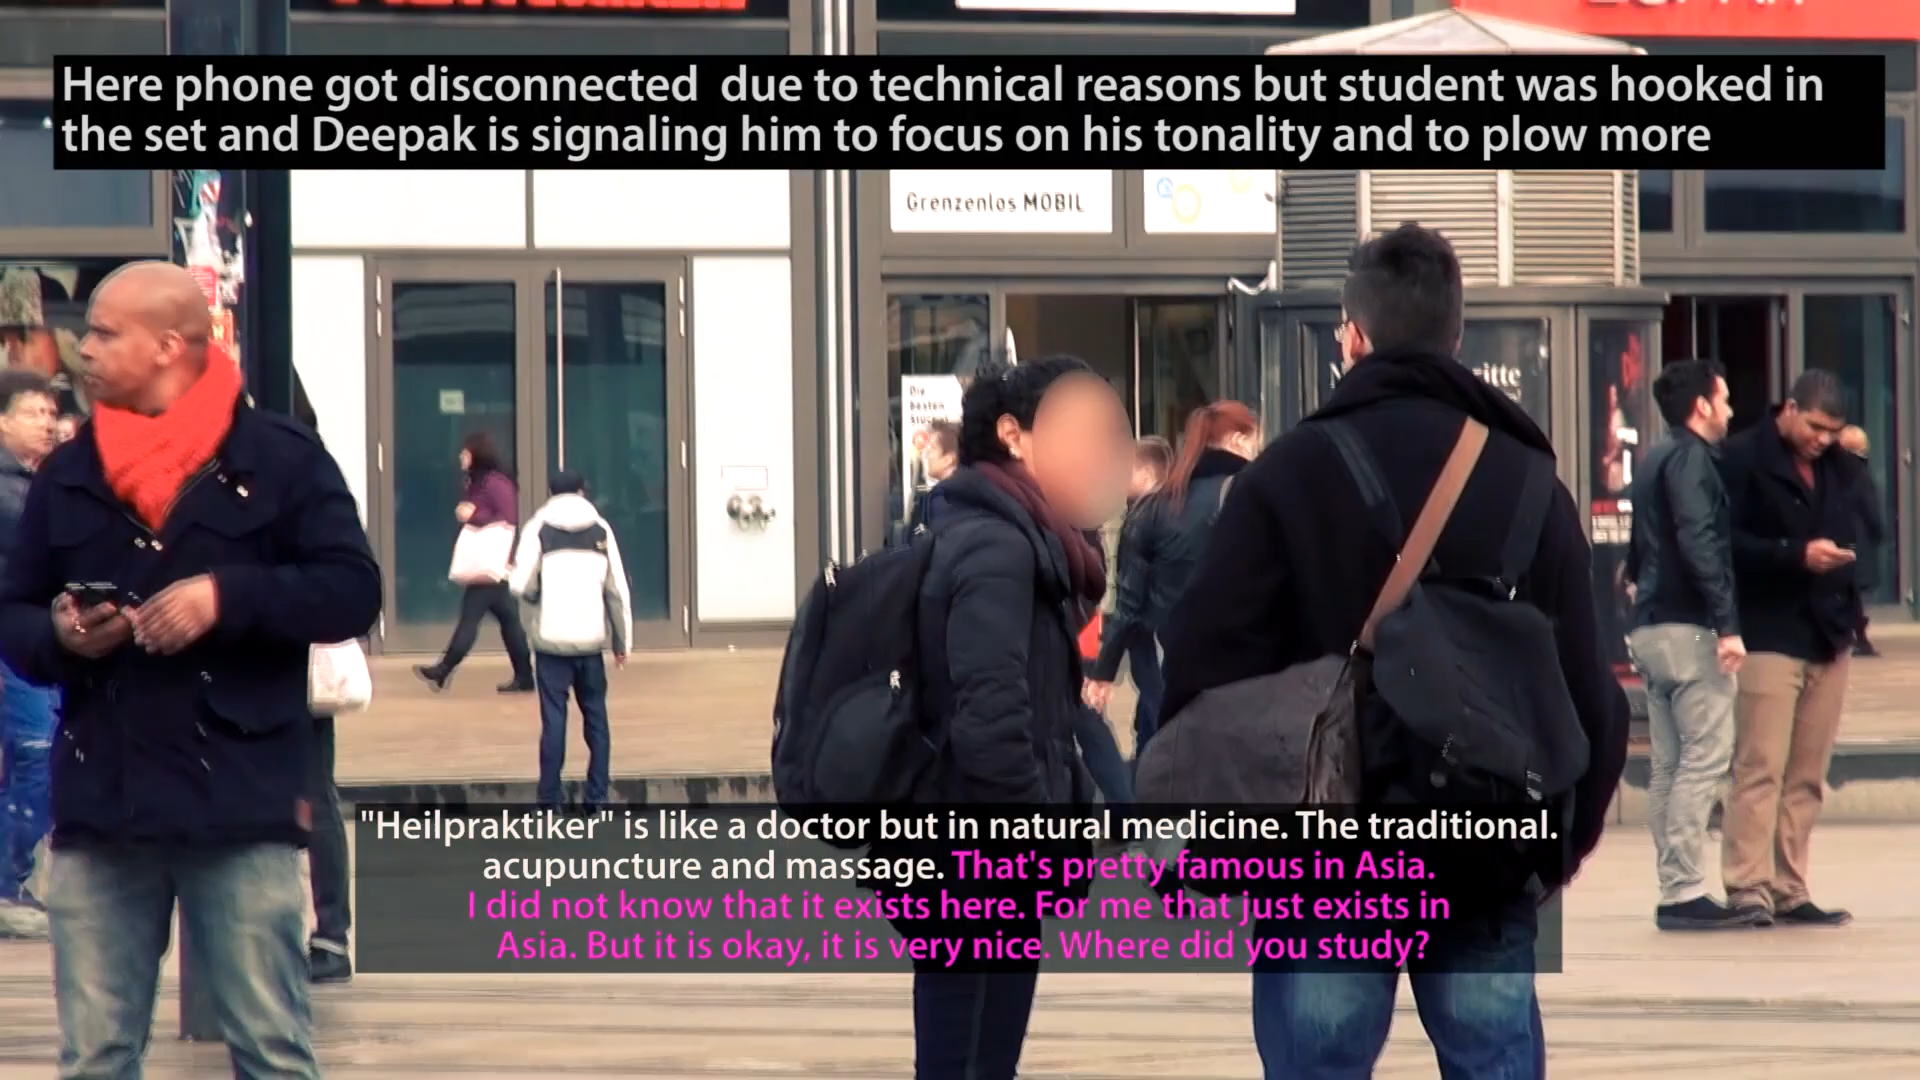 Here phone got disconnected due to technical reasons but student was hooked in
the set and Deepak is signaling him to focus on his tonality and to plow more
Grenzenlos MOBIL
Die
besten
"Heilpraktiker" is like a doctor but in natural medicine. The traditional.
acupuncture and massage. That's pretty famous in Asia.
I did not know that it exists here. For me that just exists in
Asia. But it is okay, it is very nice. Where did you study?